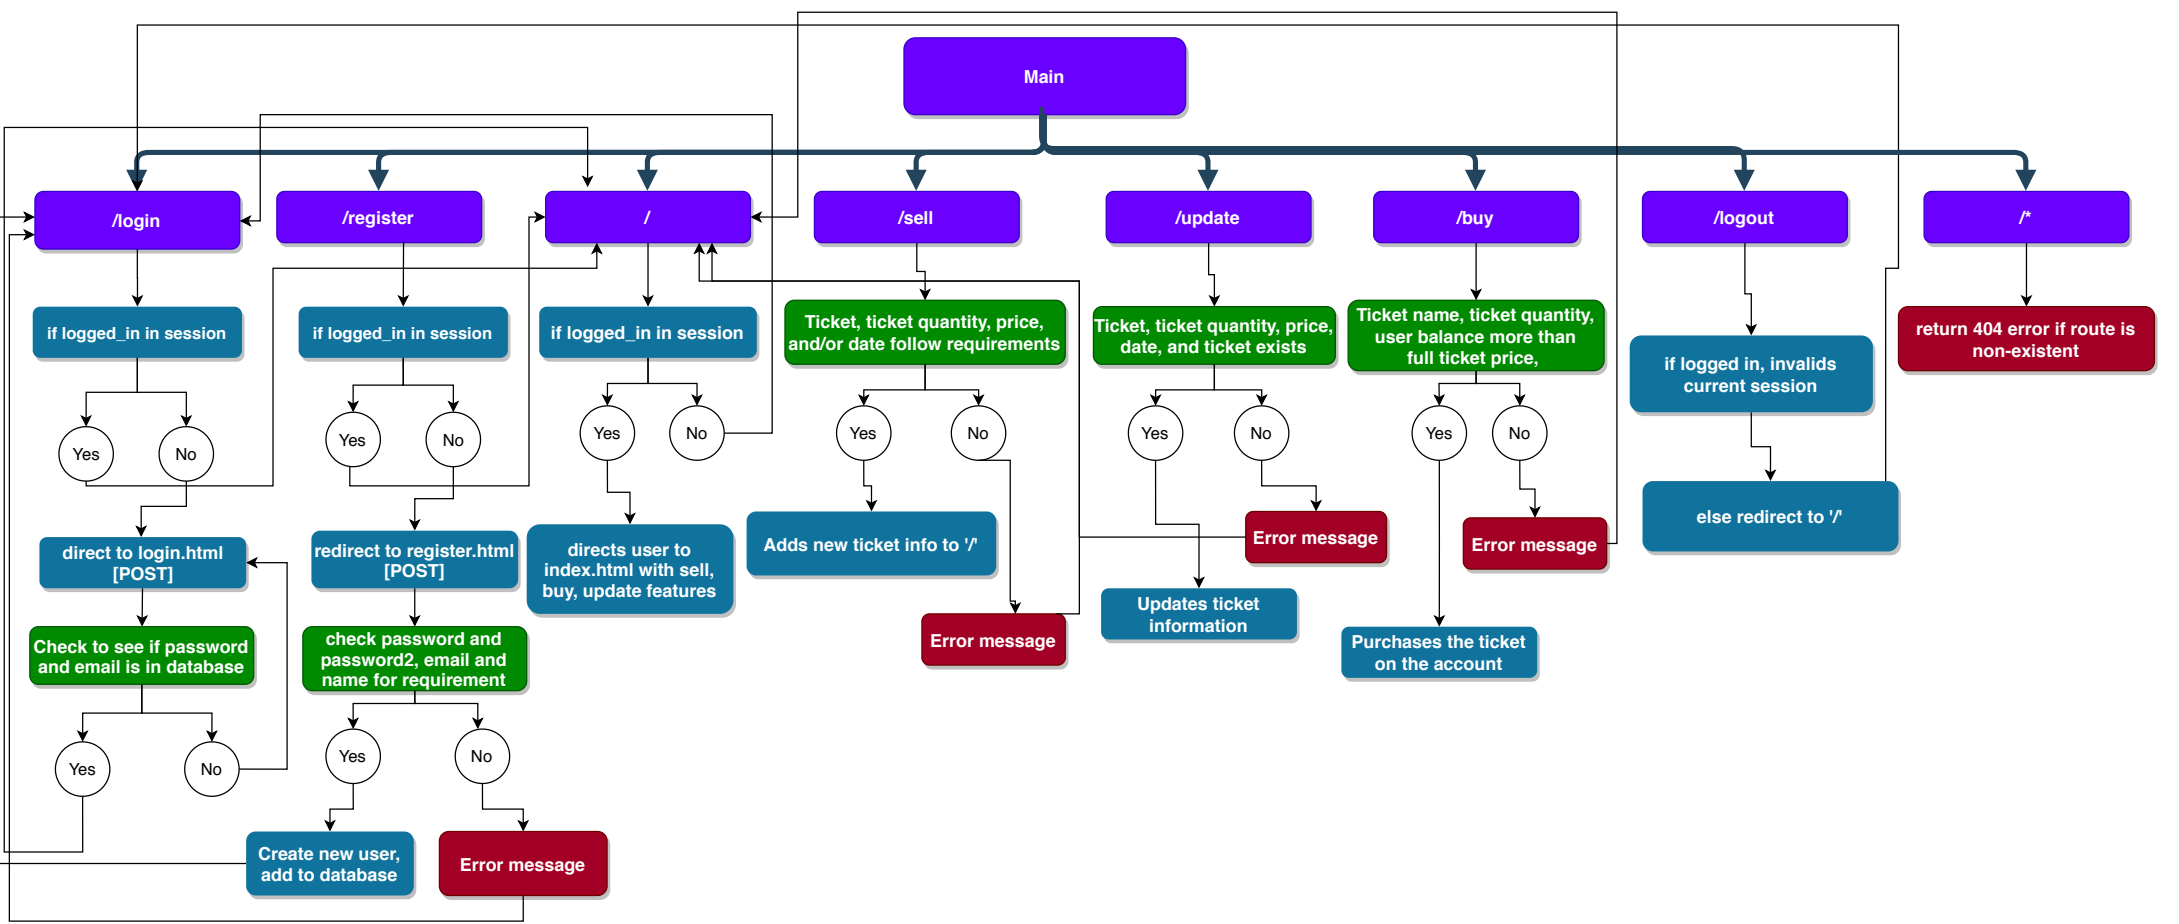 Main
/login
/register
/
/sell
/update
/buy
/logout
/*
if logged_in in session
if logged_in in session
if logged_in in session
Ticket, ticket quantity, price,
and/or date follow requirements
Ticket, ticket quantity, price,
date, and ticket exists
Ticket name, ticket quantity,
user balance more than
full ticket price,
if logged in, invalids
current session
return 404 error if route is
non-existent
Yes
No
Yes
No
Yes
No
Yes
No
Yes
No
Yes
No
direct to login.html
[POST]
redirect to register.html
[POST]
directs user to
index.html with sell,
buy, update features
Adds new ticket info to '/'
Error message
Error message
else redirect to '/'
Check to see if password
and email is in database
check password and
password2, email and
name for requirement
Error message
Updates ticket
information
Purchases the ticket
on the account
Yes
No
Yes
No
Create new user,
add to database
Error message